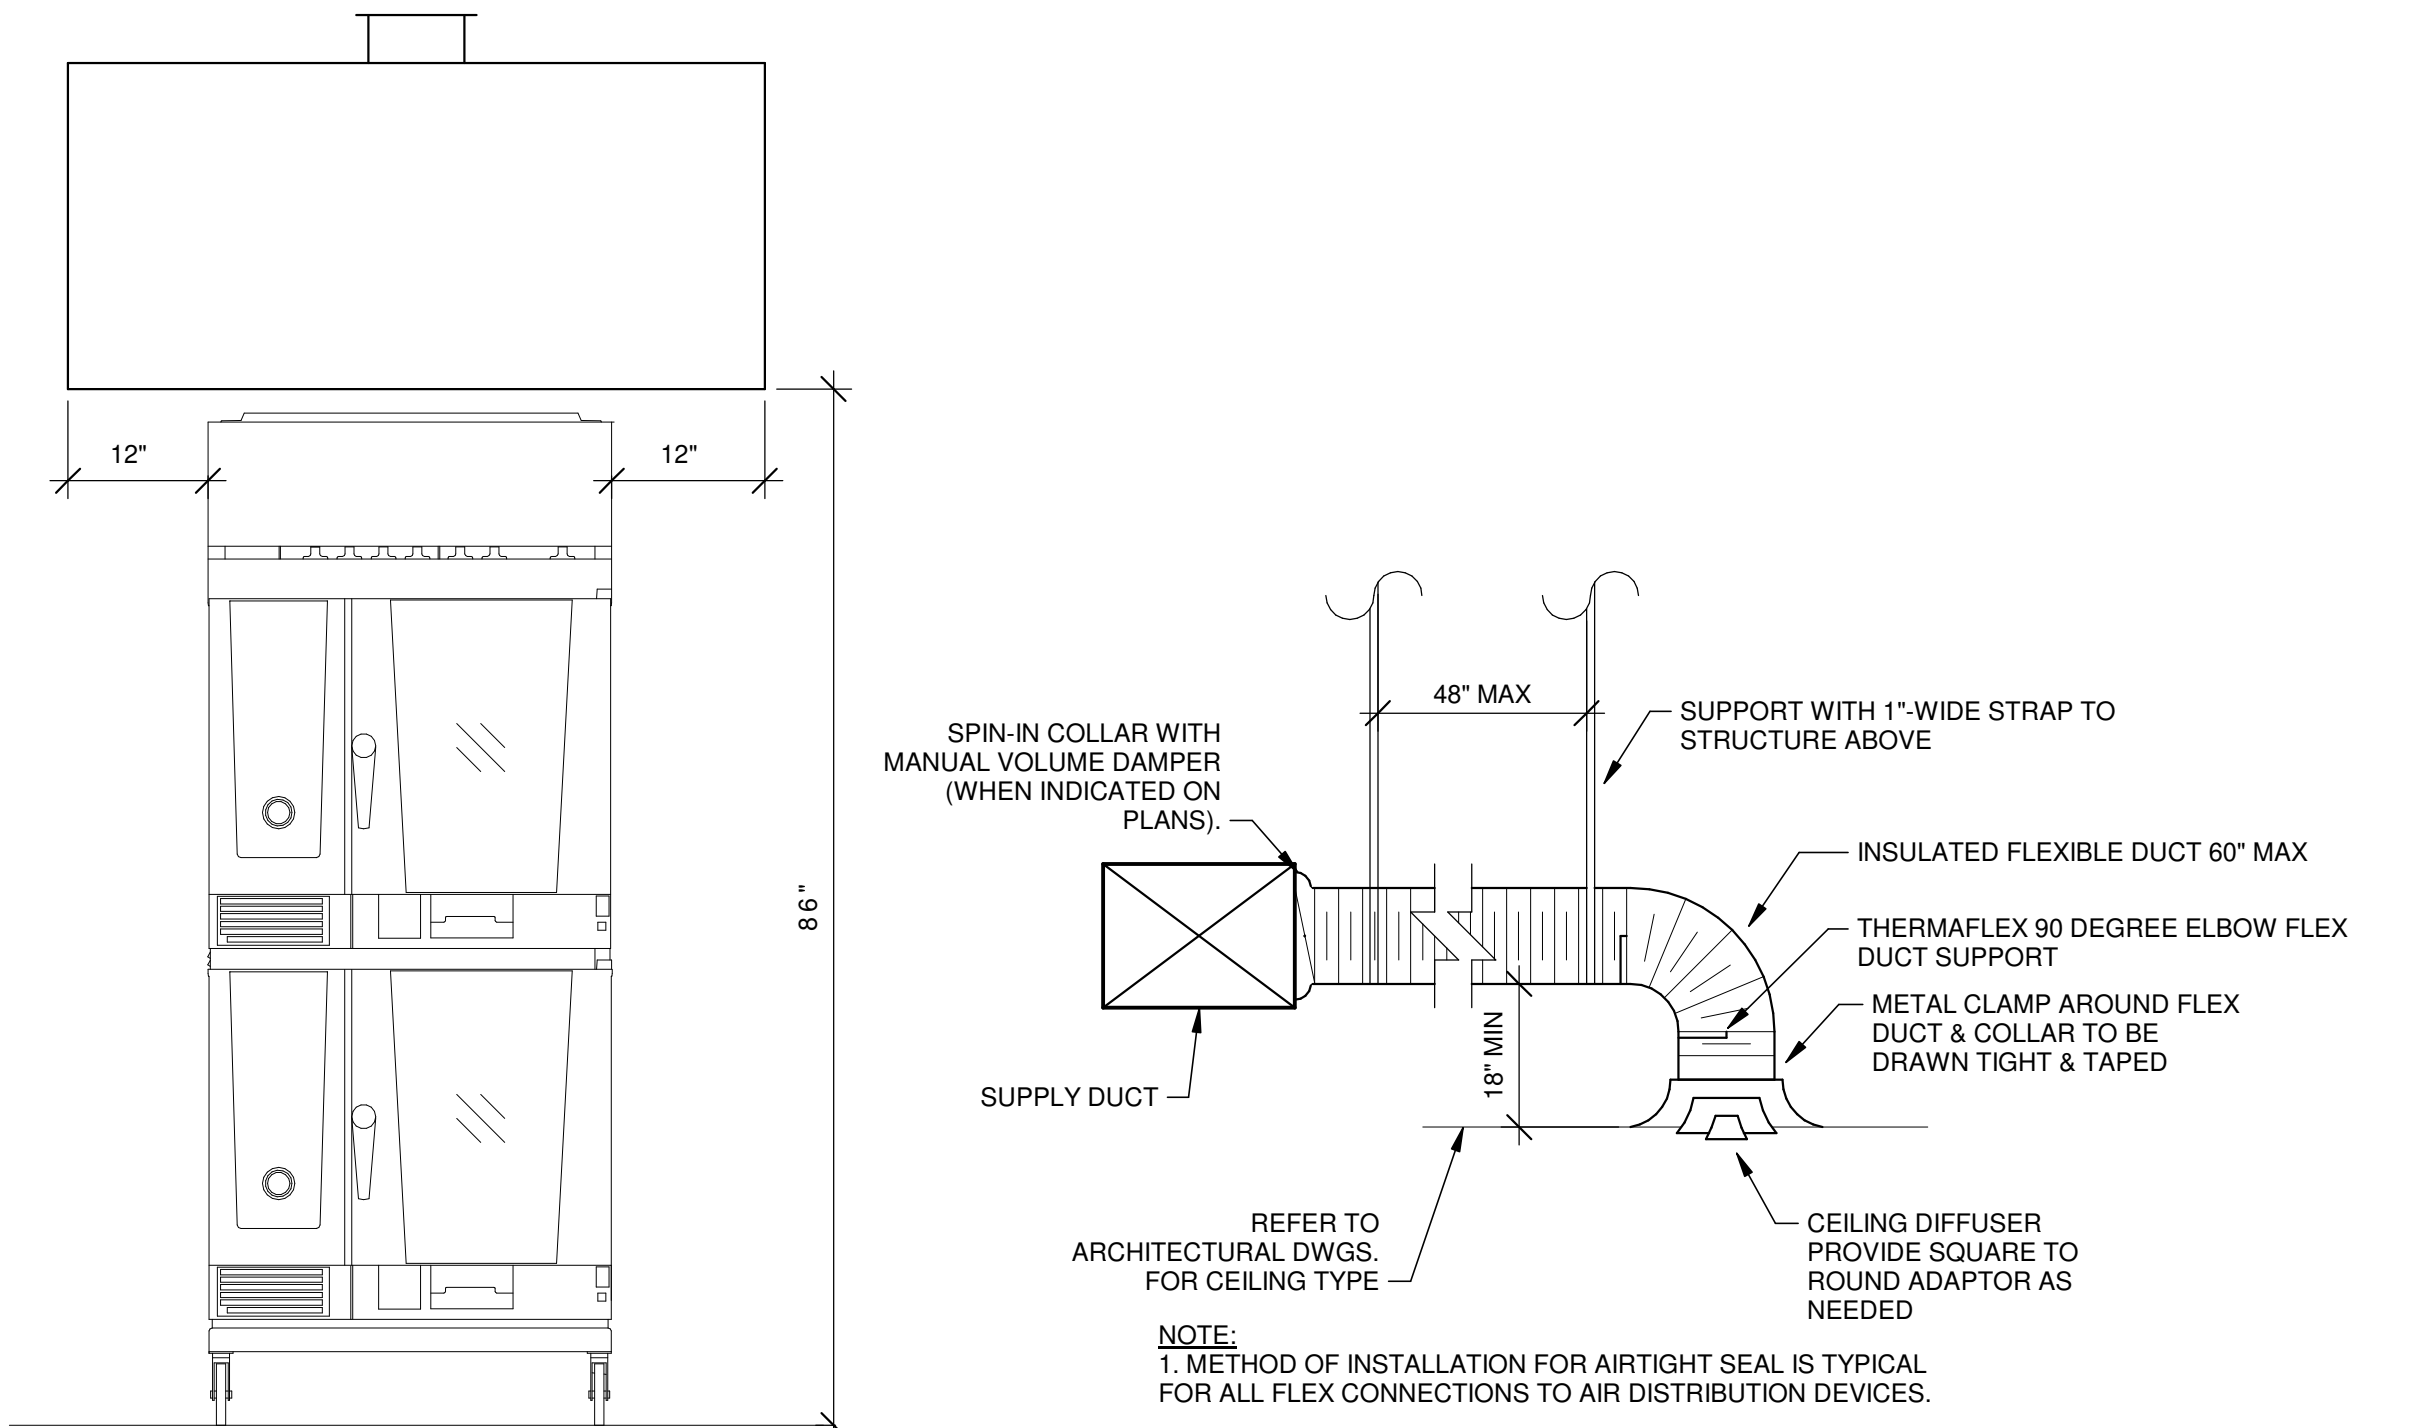 12"
12"
86"
48" MAX
SUPPORT WITH 1"-WIDE STRAP TO
STRUCTURE ABOVE
SPIN-IN COLLAR WITH
MANUAL VOLUME DAMPER
(WHEN INDICATED ON
PLANS).
INSULATED FLEXIBLE DUCT 60" MAX
THERMAFLEX 90 DEGREE ELBOW FLEX
DUCT SUPPORT
METAL CLAMP AROUND FLEX
DUCT & COLLAR TO BE
DRAWN TIGHT & TAPED
18" MIN
SUPPLY DUCT
REFER TO
ARCHITECTURAL DWGS.
FOR CEILING TYPE
CEILING DIFFUSER
PROVIDE SQUARE TO
ROUND ADAPTOR AS
NEEDED
NOTE:
1. METHOD OF INSTALLATION FOR AIRTIGHT SEAL IS TYPICAL
FOR ALL FLEX CONNECTIONS TO AIR DISTRIBUTION DEVICES.